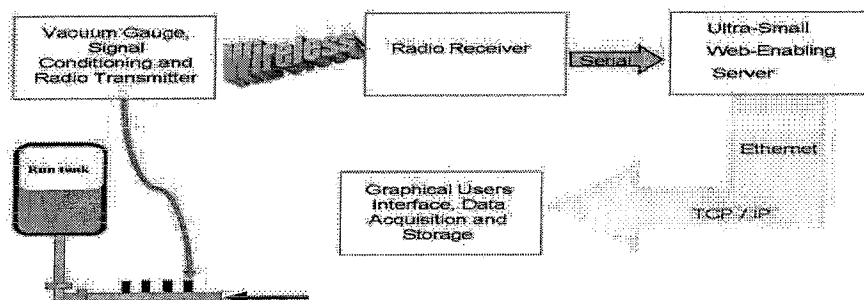 Vacuum Gauge,
Signal
Conditioning and
Radio Transmitter
Wireless
Radio Receiver
Serial
Ultra-Small
Web-Enabling
Server
Ethernet
TCP / IP
Graphical Users
Interface, Data
Acquisition and
Storage
Run tank